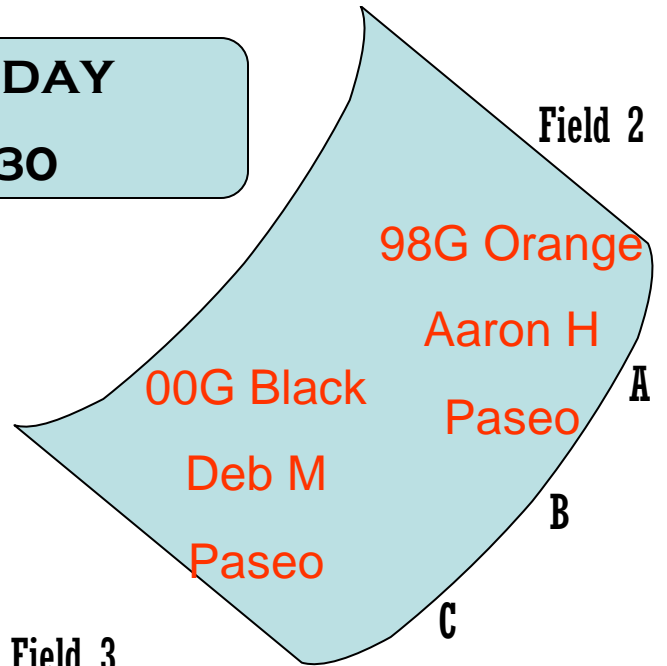 DAY
30
Field 2
98G Orange
Aaron H
Paseo
A
B
C
00G Black
Deb M
Paseo
Field 3